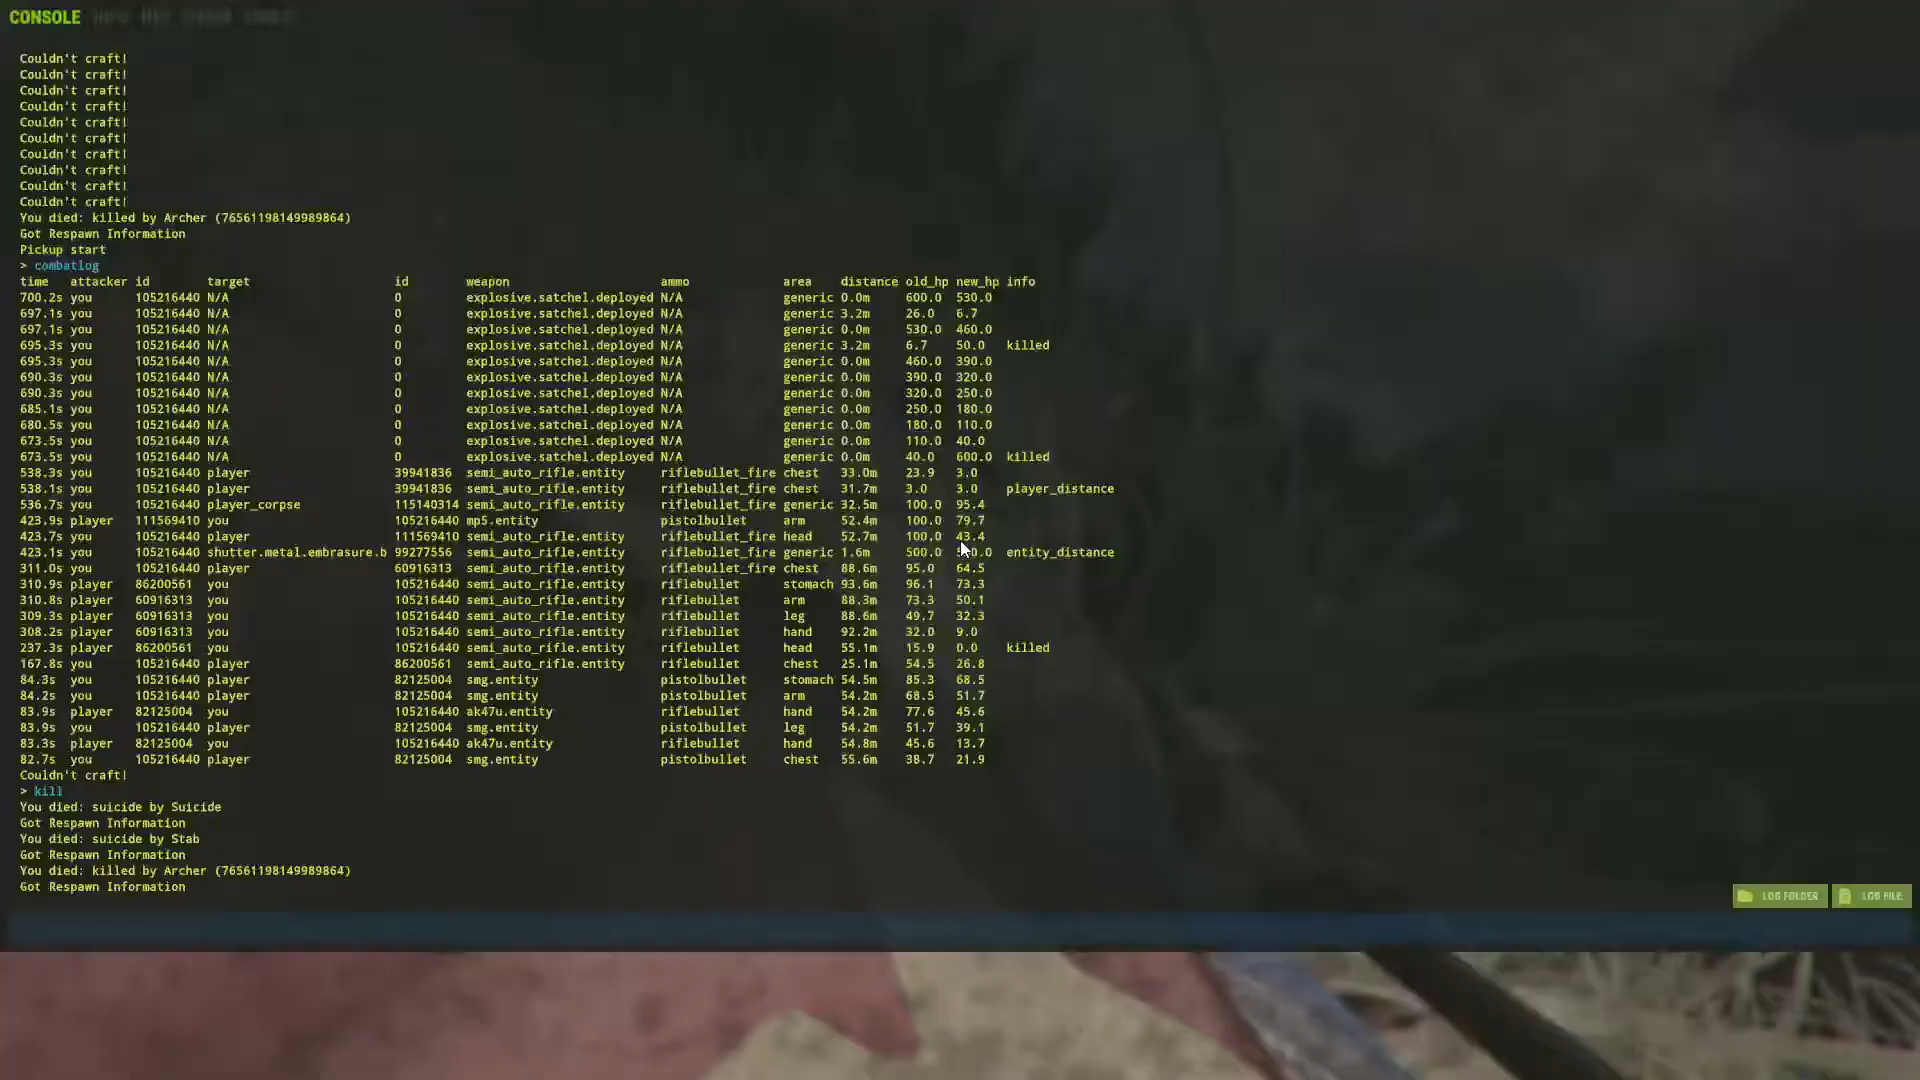 CONSOLE
Couldn't craft!
Couldn't craft!
Couldn't craft!
Couldn't craft!
Couldn't craft!
Couldn't craft!
Couldn't craft!
Couldn't craft!
Couldn't craft!
Couldn't craft!
You died: killed by Archer (76561198149989864)
Got Respawn Information
Pickup start
> combatlog
time attacker id target id weapon ammo area distance old_hp new_hp info
700.2s you 105216440 N/A 0 explosive.satchel.deployed N/A generic 0.0m 600.0 530.0
697.1s you 105216440 N/A 0 explosive.satchel.deployed N/A generic 3.2m 26.0 6.7
697.1s you 105216440 N/A 0 explosive.satchel.deployed N/A generic 0.0m 530.0 460.0
695.3s you 105216440 N/A 0 explosive.satchel.deployed N/A generic 3.2m 6.7 50.0 killed
695.3s you 105216440 N/A 0 explosive.satchel.deployed N/A generic 0.0m 460.0 390.0
690.3s you 105216440 N/A 0 explosive.satchel.deployed N/A generic 0.0m 390.0 320.0
690.3s you 105216440 N/A 0 explosive.satchel.deployed N/A generic 0.0m 320.0 250.0
685.1s you 105216440 N/A 0 explosive.satchel.deployed N/A generic 0.0m 250.0 180.0
680.5s you 105216440 N/A 0 explosive.satchel.deployed N/A generic 0.0m 180.0 110.0
673.5s you 105216440 N/A 0 explosive.satchel.deployed N/A generic 0.0m 110.0 40.0
673.5s you 105216440 N/A 0 explosive.satchel.deployed N/A generic 0.0m 40.0 600.0 killed
538.3s you 105216440 player 39941836 semi_auto_rifle.entity riflebullet_fire chest 33.0m 23.9 3.0
538.1s you 105216440 player 39941836 semi_auto_rifle.entity riflebullet_fire chest 31.7m 3.0 3.0 player_distance
536.7s you 105216440 player_corpse 115140314 semi_auto_rifle.entity riflebullet_fire generic 32.5m 100.0 95.4
423.9s player 111569410 you 105216440 mp5.entity pistolbullet arm 52.4m 100.0 79.7
423.7s you 105216440 player 111569410 semi_auto_rifle.entity riflebullet_fire head 52.7m 100.0 43.4
423.1s you 105216440 shutter.metal.embrasure.b 99277556 semi_auto_rifle.entity riflebullet_fire generic 1.6m 500.0 entity_distance
311.0s you 105216440 player 60916313 semi_auto_rifle.entity riflebullet_fire chest 88.6m 95.0 64.5
310.9s player 86200561 you 105216440 semi_auto_rifle.entity riflebullet stomach 93.6m 96.1 73.3
310.8s player 60916313 you 105216440 semi_auto_rifle.entity riflebullet arm 88.3m 73.3 50.1
309.3s player 60916313 you 105216440 semi_auto_rifle.entity riflebullet leg 88.6m 49.7 32.3
308.2s player 60916313 you 105216440 semi_auto_rifle.entity riflebullet hand 92.2m 32.0 9.0
237.3s player 86200561 you 105216440 semi_auto_rifle.entity riflebullet head 55.1m 15.9 0.0 killed
167.8s you 105216440 player 86200561 semi_auto_rifle.entity riflebullet chest 25.1m 54.5 26.8
84.3s you 105216440 player 82125004 smg.entity pistolbullet stomach 54.5m 85.3 68.5
84.2s you 105216440 player 82125004 smg.entity pistolbullet arm 54.2m 68.5 51.7
83.9s player 82125004 you 105216440 ak47u.entity riflebullet hand 54.2m 77.6 45.6
83.9s you 105216440 player 82125004 smg.entity pistolbullet leg 54.2m 51.7 39.1
83.3s player 82125004 you 105216440 ak47u.entity riflebullet hand 54.8m 45.6 13.7
82.7s you 105216440 player 82125004 smg.entity pistolbullet chest 55.6m 38.7 21.9
Couldn't craft!
> kill
You died: suicide by Suicide
Got Respawn Information
You died: suicide by Stab
Got Respawn Information
You died: killed by Archer (76561198149989864)
Got Respawn Information
LOG FOLDER LOG FILE